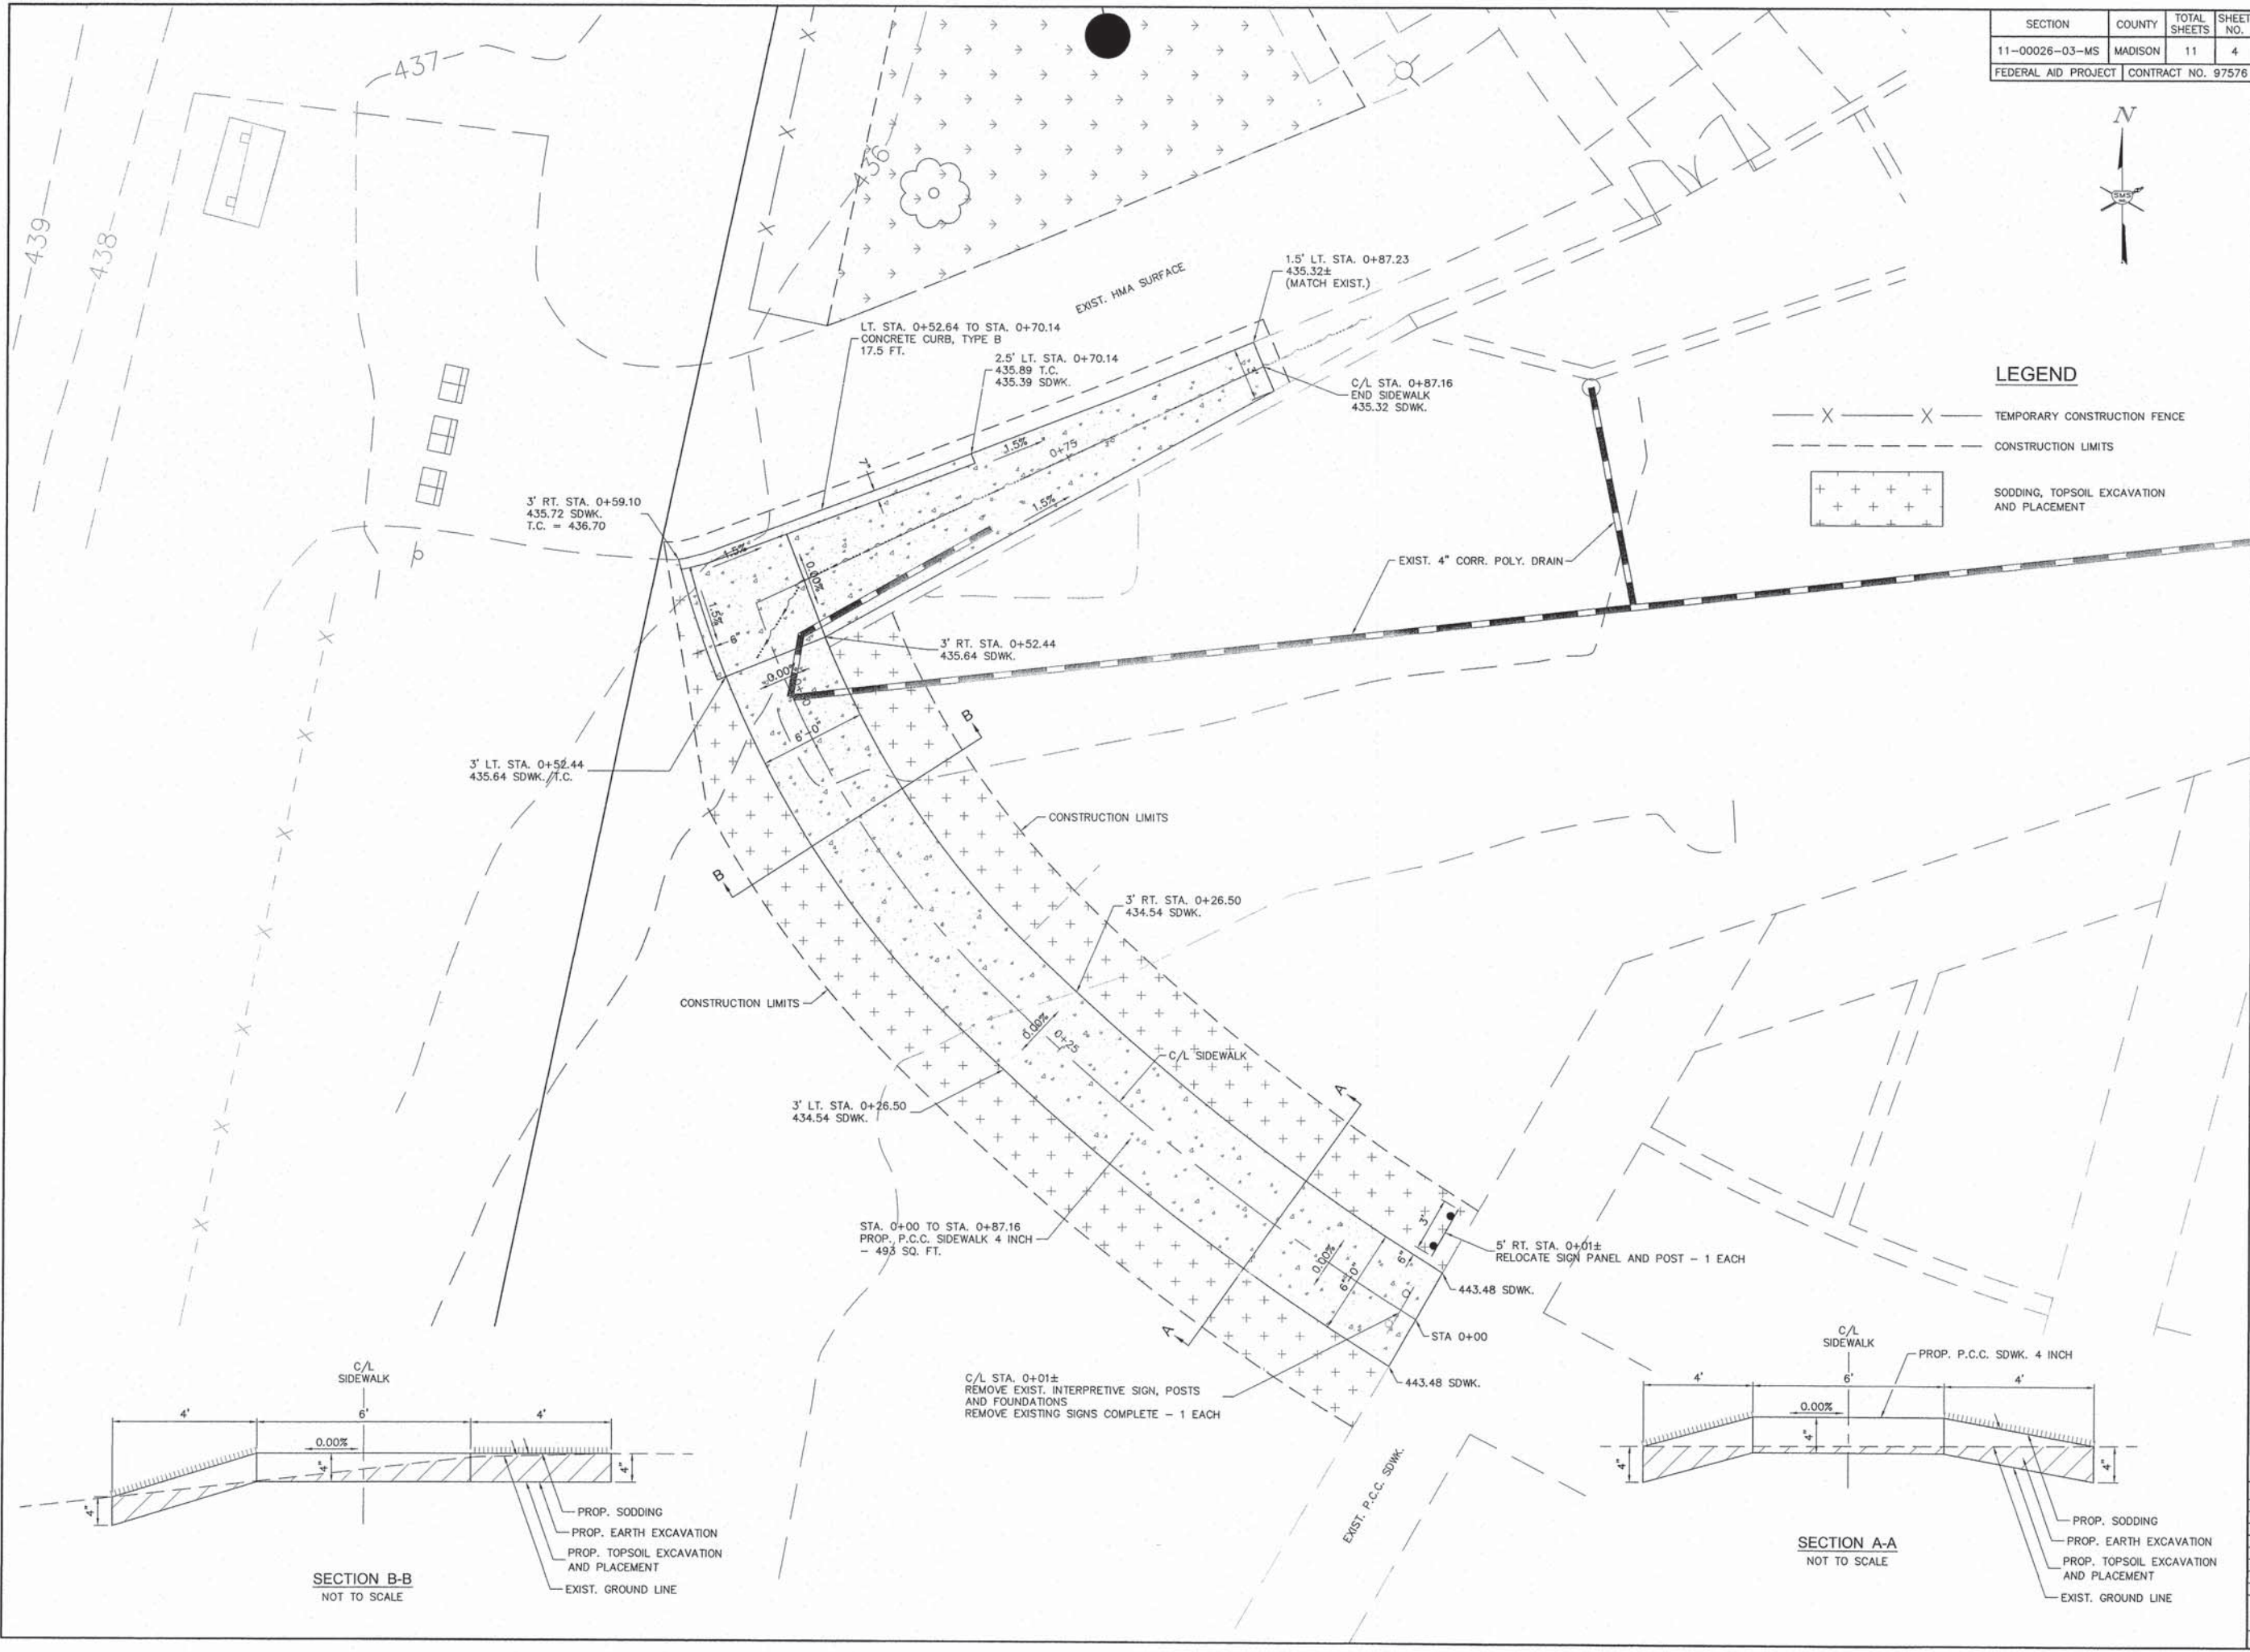 SECTION COUNTY TOTAL SHEETS SHEET NO.
11-00026-03-MS MADISON 11 4
FEDERAL AID PROJECT CONTRACT NO. 97576
N
SMS
437
436
439
438
1.5' LT. STA. 0+87.23
435.32±
(MATCH EXIST.)
EXIST. HMA SURFACE
LT. STA. 0+52.64 TO STA. 0+70.14
CONCRETE CURB, TYPE B
17.5 FT.
2.5' LT. STA. 0+70.14
435.89 T.C.
435.39 SDWK.
C/L STA. 0+87.16
END SIDEWALK
435.32 SDWK.
LEGEND
X X TEMPORARY CONSTRUCTION FENCE
CONSTRUCTION LIMITS
SODDING, TOPSOIL EXCAVATION
AND PLACEMENT
1.5%
0+75
7"
1.5%
3' RT. STA. 0+59.10
435.72 SDWK.
T.C. = 436.70
1.5%
0.00%
1.5%
6"
EXIST. 4" CORR. POLY. DRAIN
3' RT. STA. 0+52.44
435.64 SDWK.
0.00%
6'-0"
B
3' LT. STA. 0+52.44
435.64 SDWK./T.C.
CONSTRUCTION LIMITS
B
3' RT. STA. 0+26.50
434.54 SDWK.
CONSTRUCTION LIMITS
0.00%
0+25
C/L SIDEWALK
A
3' LT. STA. 0+26.50
434.54 SDWK.
STA. 0+00 TO STA. 0+87.16
PROP. P.C.C. SIDEWALK 4 INCH
- 493 SQ. FT.
3'
5' RT. STA. 0+01±
RELOCATE SIGN PANEL AND POST - 1 EACH
0.00%
6'-0"
6"
443.48 SDWK.
A
STA 0+00
443.48 SDWK.
C/L STA. 0+01±
REMOVE EXIST. INTERPRETIVE SIGN, POSTS
AND FOUNDATIONS
REMOVE EXISTING SIGNS COMPLETE - 1 EACH
EXIST. P.C.C. SDWK.
C/L
SIDEWALK
4' 6' 4'
0.00%
4"
4"
4"
PROP. SODDING
PROP. EARTH EXCAVATION
PROP. TOPSOIL EXCAVATION
AND PLACEMENT
EXIST. GROUND LINE
SECTION B-B
NOT TO SCALE
C/L
SIDEWALK
PROP. P.C.C. SDWK. 4 INCH
4' 6' 4'
0.00%
4"
4"
4"
PROP. SODDING
PROP. EARTH EXCAVATION
PROP. TOPSOIL EXCAVATION
AND PLACEMENT
EXIST. GROUND LINE
SECTION A-A
NOT TO SCALE